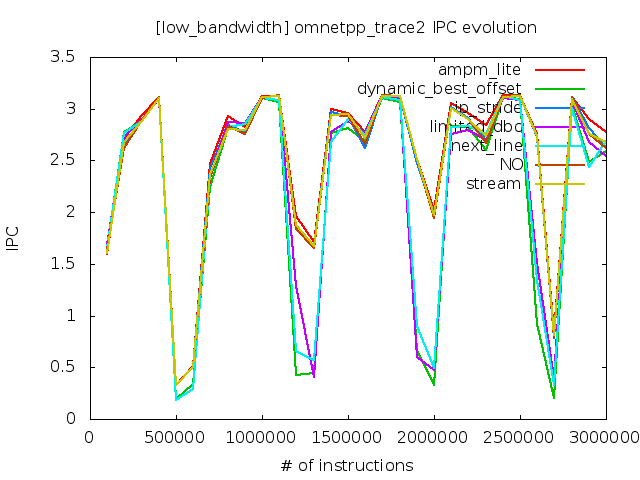 [low_bandwidth] omnetpp_trace2 IPC evolution
3.5
3
2.5
2
1.5
1
0.5
0
IPC
0
500000
1000000
1500000
2000000
2500000
3000000
# of instructions
ampm_lite
dynamic_best_offset
next_line
NO
stream